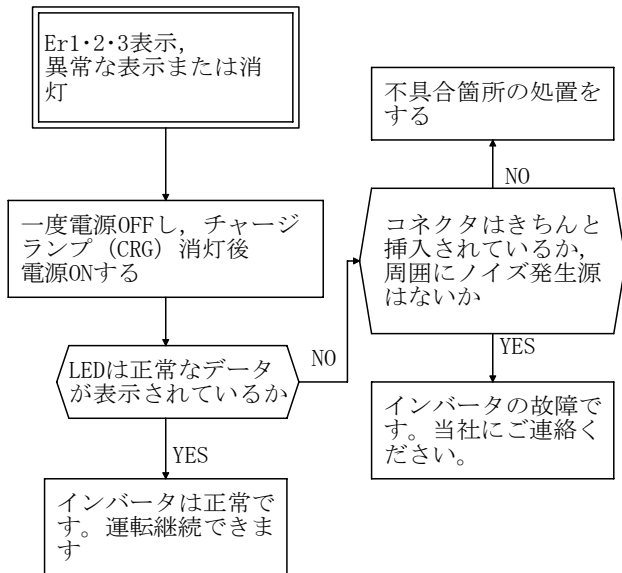 Er1･2･3表示，
異常な表示または消
灯
一度電源OFFし，チャージ
ランプ（CRG）消灯後
電源ONする
LEDは正常なデータ
が表示されているか
YES
インバータは正常で
す。運転継続できま
す
NO
不具合箇所の処置を
する
NO
コネクタはきちんと
挿入されているか，
周囲にノイズ発生源
はないか
YES
インバータの故障で
す。当社にご連絡く
ださい。